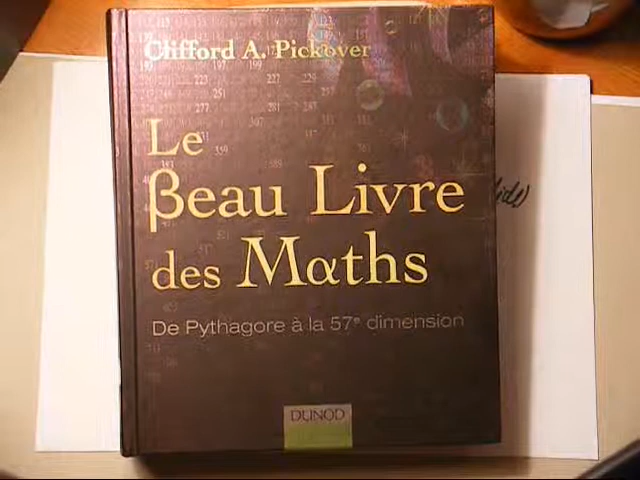 Clifford A. Pickover
Le
βeau Livre
des Mαths
De Pythagore à la 57e dimension
DUNOD